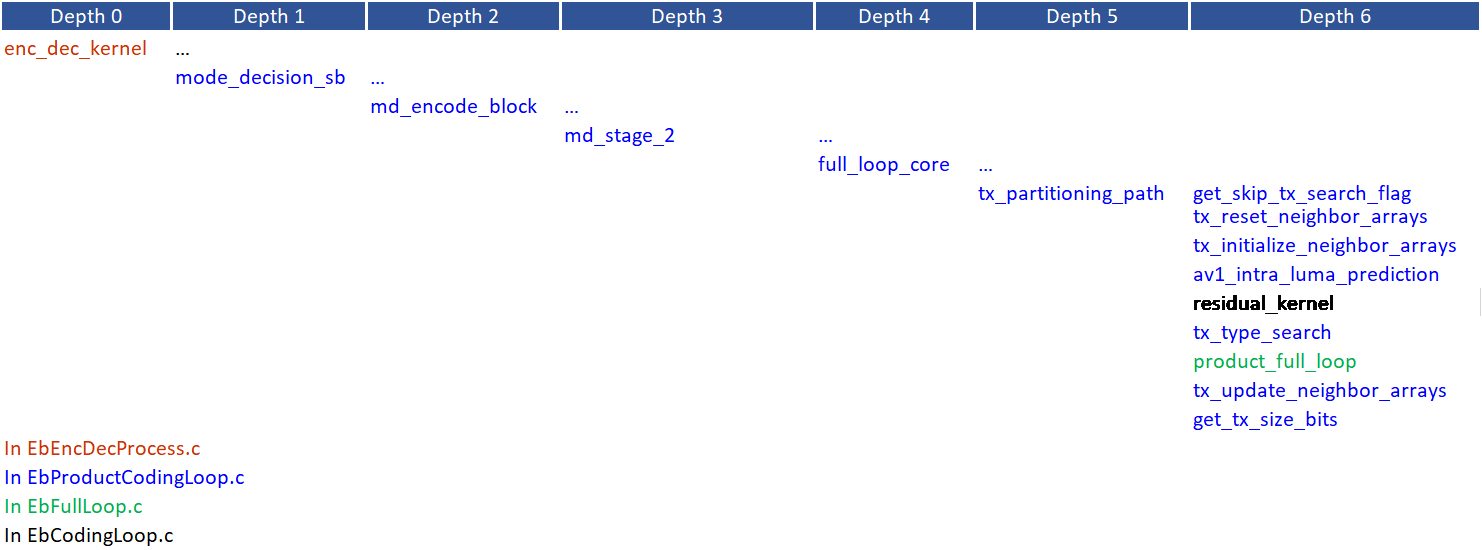 Depth 0 Depth 1 Depth 2 Depth 3 Depth 4 Depth 5 Depth 6
enc_dec_kernel ...
mode_decision_sb ...
md_encode_block ...
md_stage_2 ...
full_loop_core ...
tx_partitioning_path get_skip_tx_search_flag
tx_reset_neighbor_arrays
tx_initialize_neighbor_arrays
av1_intra_luma_prediction
residual_kernel
tx_type_search
product_full_loop
tx_update_neighbor_arrays
get_tx_size_bits
In EbEncDecProcess.c
In EbProductCodingLoop.c
In EbFullLoop.c
In EbCodingLoop.c